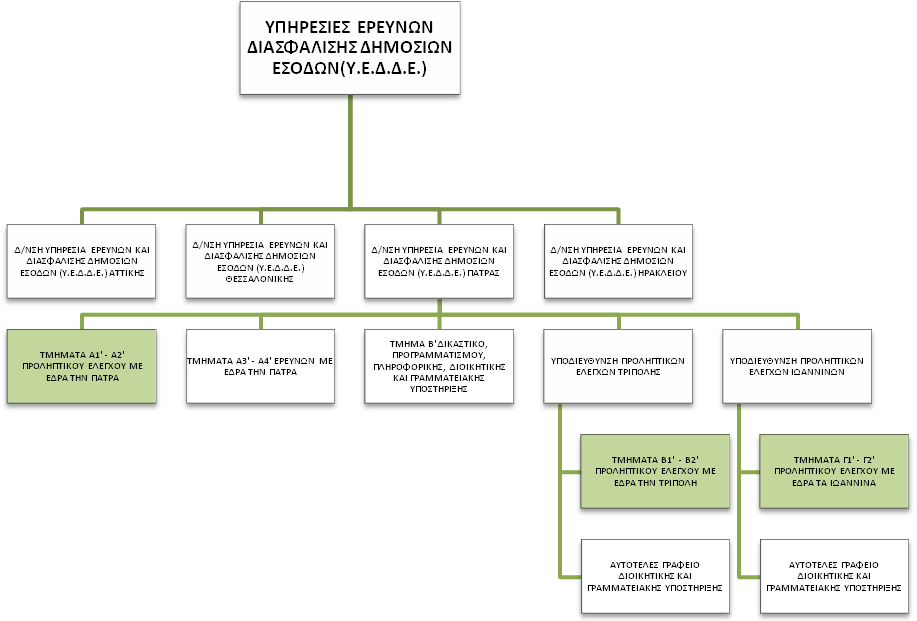 ΥΠΗΡΕΣΙΕΣ ΕΡΕΥΝΩΝ
ΔΙΑΣΦΑΛΙΣΗΣ ΔΗΜΟΣΙΩΝ
ΕΣΟΔΩΝ(Υ.Ε.Δ.Δ.Ε.)
Δ/ΝΣΗ ΥΠΗΡΕΣΙΑ ΕΡΕΥΝΩΝ ΚΑΙ
ΔΙΑΣΦΑΛΙΣΗΣ ΔΗΜΟΣΙΩΝ
ΕΣΟΔΩΝ (Υ.Ε.Δ.Δ.Ε.) ΑΤΤΙΚΗΣ
Δ/ΝΣΗ ΥΠΗΡΕΣΙΑ ΕΡΕΥΝΩΝ ΚΑΙ
ΔΙΑΣΦΑΛΙΣΗΣ ΔΗΜΟΣΙΩΝ
ΕΣΟΔΩΝ (Υ.Ε.Δ.Δ.Ε.)
ΘΕΣΣΑΛΟΝΙΚΗΣ
Δ/ΝΣΗ ΥΠΗΡΕΣΙΑ ΕΡΕΥΝΩΝ ΚΑΙ
ΔΙΑΣΦΑΛΙΣΗΣ ΔΗΜΟΣΙΩΝ
ΕΣΟΔΩΝ (Υ.Ε.Δ.Δ.Ε.) ΠΑΤΡΑΣ
Δ/ΝΣΗ ΥΠΗΡΕΣΙΑ ΕΡΕΥΝΩΝ ΚΑΙ
ΔΙΑΣΦΑΛΙΣΗΣ ΔΗΜΟΣΙΩΝ
ΕΣΟΔΩΝ (Υ.Ε.Δ.Δ.Ε.) ΗΡΑΚΛΕΙΟΥ
ΤΜΗΜΑΤΑ Α1' - Α2'
ΠΡΟΛΗΠΤΙΚΟΥ ΕΛΕΓΧΟΥ ΜΕ
ΕΔΡΑ ΤΗΝ ΠΑΤΡΑ
ΤΜΗΜΑΤΑ Α3' - Α4' ΕΡΕΥΝΩΝ ΜΕ
ΕΔΡΑ ΤΗΝ ΠΑΤΡΑ
ΤΜΗΜΑ Β' ΔΙΚΑΣΤΙΚΟ,
ΠΡΟΓΡΑΜΜΑΤΙΣΜΟΥ,
ΠΛΗΡΟΦΟΡΙΚΗΣ, ΔΙΟΙΚΗΤΙΚΗΣ
ΚΑΙ ΓΡΑΜΜΑΤΕΙΑΚΗΣ
ΥΠΟΣΤΗΡΙΞΗΣ
ΥΠΟΔΙΕΥΘΥΝΣΗ ΠΡΟΛΗΠΤΙΚΩΝ
ΕΛΕΓΧΩΝ ΤΡΙΠΟΛΗΣ
ΥΠΟΔΙΕΥΘΥΝΣΗ ΠΡΟΛΗΠΤΙΚΩΝ
ΕΛΕΓΧΩΝ ΙΩΑΝΝΙΝΩΝ
ΤΜΗΜΑΤΑ Β1' - Β2'
ΠΡΟΛΗΠΤΙΚΟΥ ΕΛΕΓΧΟΥ ΜΕ
ΕΔΡΑ ΤΗΝ ΤΡΙΠΟΛΗ
ΤΜΗΜΑΤΑ Γ1' - Γ2'
ΠΡΟΛΗΠΤΙΚΟΥ ΕΛΕΓΧΟΥ ΜΕ
ΕΔΡΑ ΤΑ ΙΩΑΝΝΙΝΑ
ΑΥΤΟΤΕΛΕΣ ΓΡΑΦΕΙΟ
ΔΙΟΙΚΗΤΙΚΗΣ ΚΑΙ
ΓΡΑΜΜΑΤΕΙΑΚΗΣ ΥΠΟΣΤΗΡΙΞΗΣ
ΑΥΤΟΤΕΛΕΣ ΓΡΑΦΕΙΟ
ΔΙΟΙΚΗΤΙΚΗΣ ΚΑΙ
ΓΡΑΜΜΑΤΕΙΑΚΗΣ ΥΠΟΣΤΗΡΙΞΗΣ